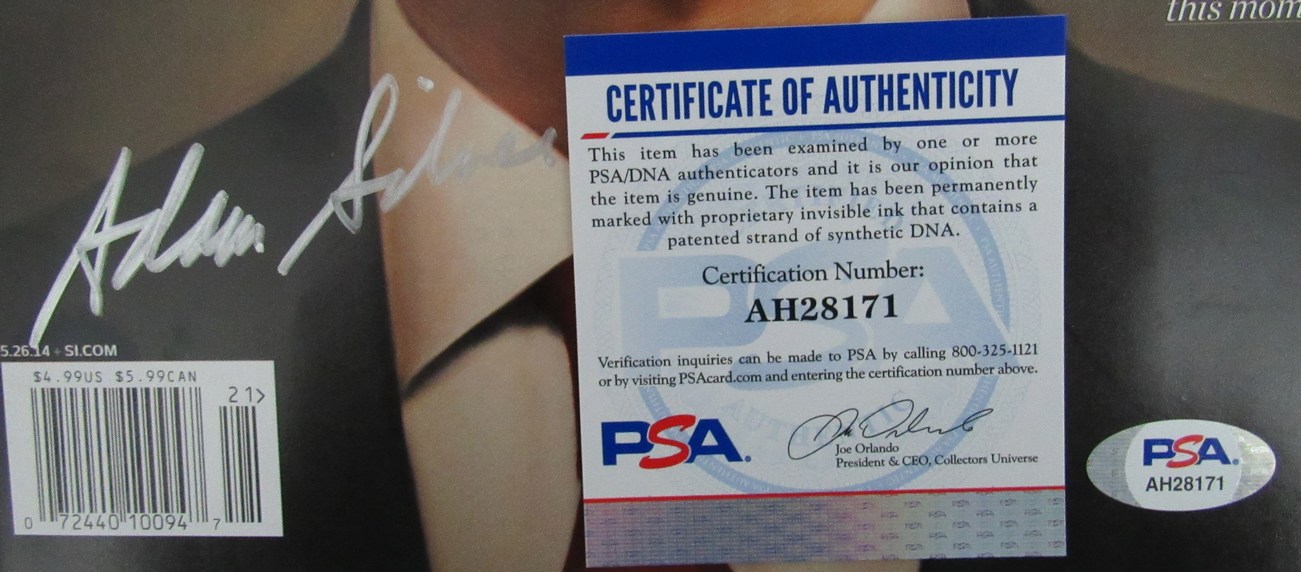 this mom
Adam Silver
CERTIFICATE OF AUTHENTICITY
This item has been examined by one or more
PSA/DNA authenticators and it is our opinion that
the item is genuine. The item has been permanently
marked with proprietary invisible ink that contains a
patented strand of synthetic DNA.
Certification Number:
AH28171
Verification inquiries can be made to PSA by calling 800-325-1121
or by visiting PSAcard.com and entering the certification number above.
PSA.
Joe Orlando
President & CEO, Collectors Universe
5.26.14 + SI.COM
$4.99US $5.99CAN
21>
0 72440 10094 7
PSA.
AH28171